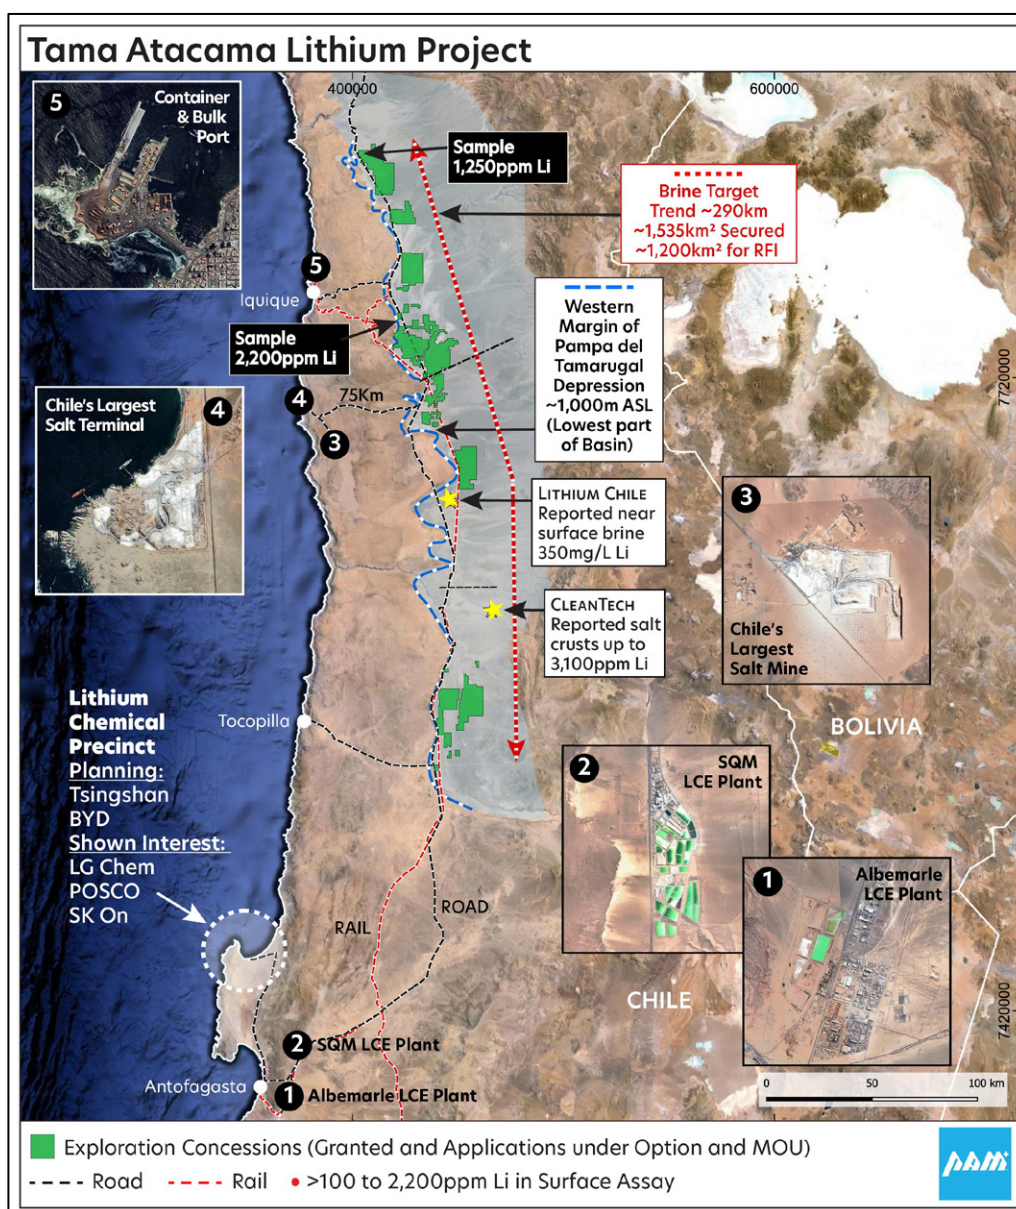 Tama Atacama Lithium Project
400000
600000
5
Container
& Bulk
Port
Sample
1,250ppm Li
Brine Target
Trend ~290km
~1,535km² Secured
~1,200km² for RFI
5
Iquique
Sample
2,200ppm Li
Western
Margin of
Pampa del
Tamarugal
Depression
~1,000m ASL
(Lowest part
of Basin)
7720000
Chile's Largest
Salt Terminal
4
4
75Km
3
LITHIUM CHILE
Reported near
surface brine
350mg/L Li
3
Chile's
Largest
Salt Mine
CLEANTECH
Reported salt
crusts up to
3,100ppm Li
Lithium
Chemical
Precinct
Planning:
Tsingshan
BYD
Shown Interest:
LG Chem
POSCO
SK On
Tocopilla
BOLIVIA
2
SQM
LCE Plant
1
Albemarle
LCE Plant
RAIL
ROAD
CHILE
7420000
2
SQM LCE Plant
Antofagasta
1
Albemarle LCE Plant
0
50
100 km
Exploration Concessions (Granted and Applications under Option and MOU)
Road
Rail
>100 to 2,200ppm Li in Surface Assay
PAM